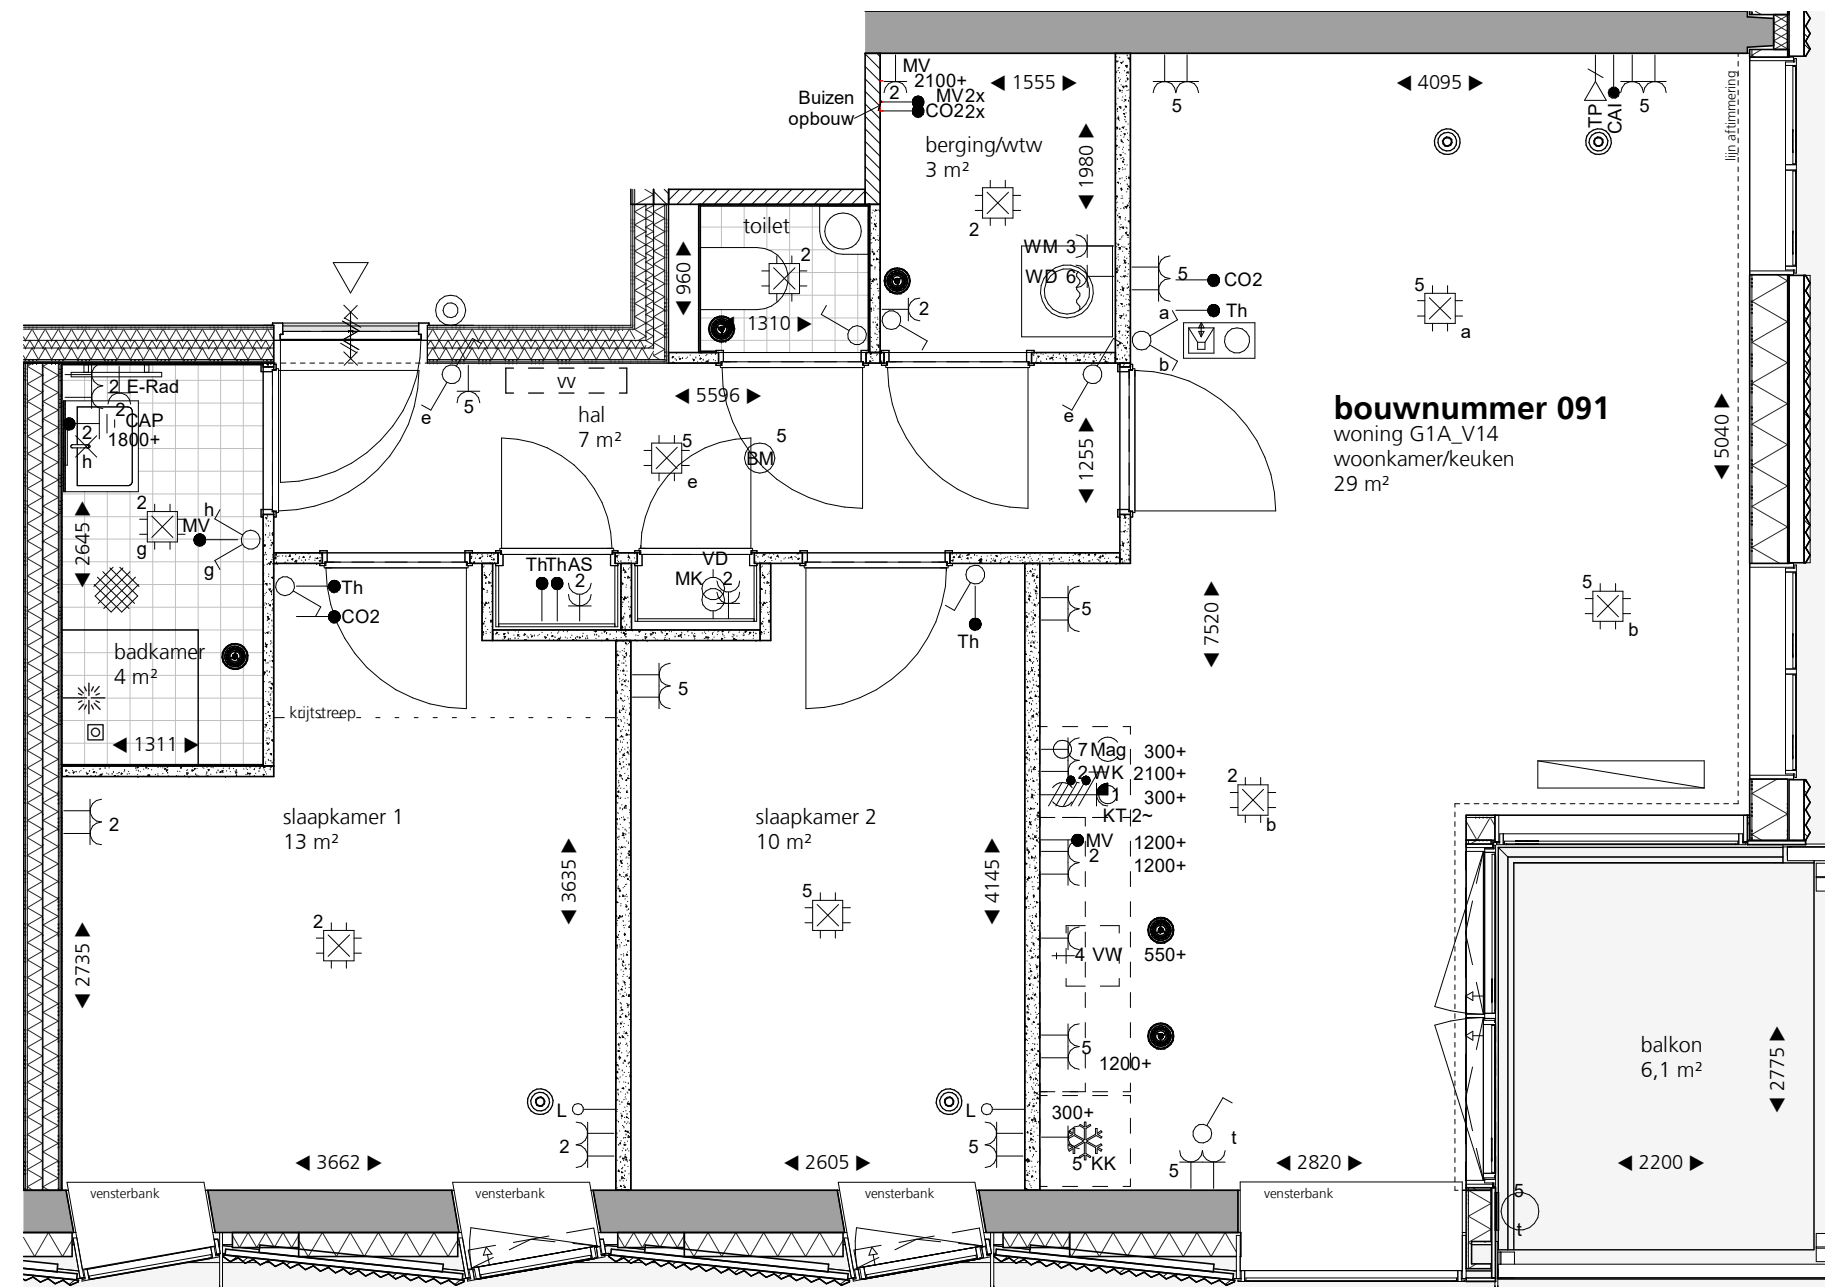 MV
2100+
2
MV2x
CO22x
Buizen
opbouw
1555
berging/wtw
3 m²
1980
2
5
4095
TP
CAI
5
lijn aftimmering
toilet
2
960
1310
WM 3
WD 6
2
5
CO2
Th
a
b
5
a
bouwnummer 091
woning G1A_V14
woonkamer/keuken
29 m²
5040
VV
5596
hal
7 m²
5
e
5
e
5
BM
e
1255
2 E-Rad
2
CAP
2
1800+
h
2
MV
h
g
g
2645
badkamer
4 m²
1311
Th
CO2
ThThAS
2
VD
MK
2
Th
5
5
7520
5
b
krijtstreep
slaapkamer 1
13 m²
2
3635
2
2735
slaapkamer 2
10 m²
4145
5
7 Mag
300+
2 WK
2100+
1
300+
KT 2~
MV
1200+
2
1200+
4 VW
550+
5
1200+
2
b
300+
5 KK
L
2
L
5
t
5
3662
2605
2820
balkon
6,1 m²
2775
2200
5
t
vensterbank
vensterbank
vensterbank
vensterbank